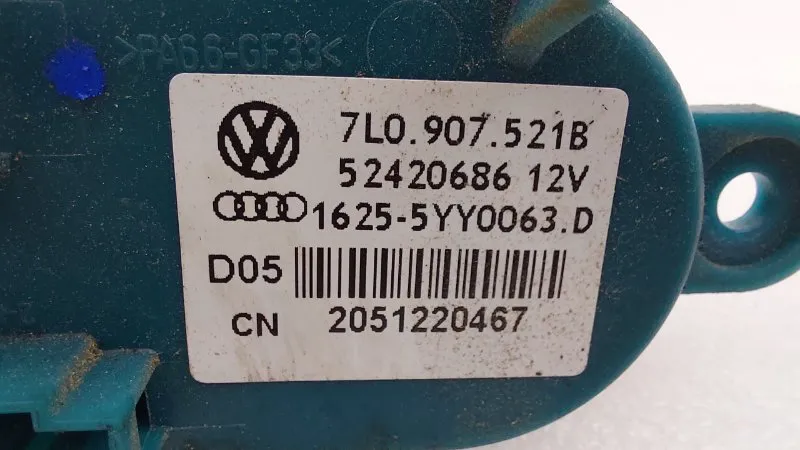 >PA66-GF33<
7L0.907.521B
52420686 12V
1625-5YY0063.D
D05
CN 2051220467